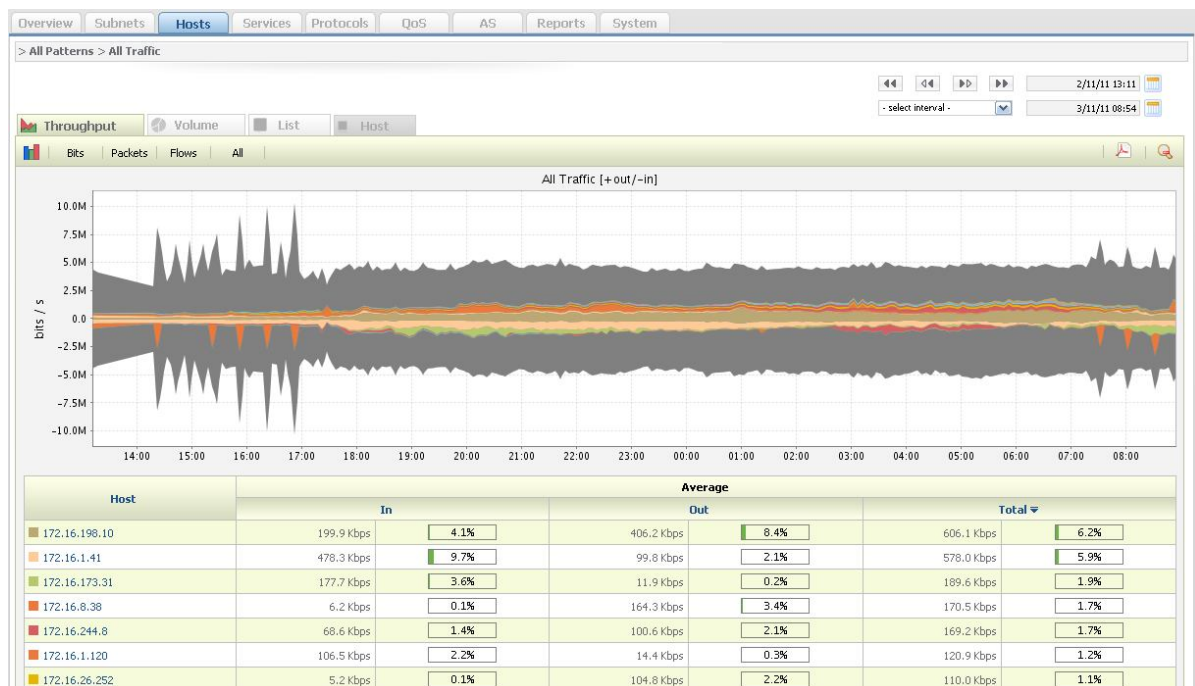 Overview Subnets Hosts Services Protocols QoS AS Reports System
> All Patterns > All Traffic
2/11/11 13:11
- select interval - 3/11/11 08:54
Throughput Volume List Host
Bits Packets Flows All
All Traffic [+out/-in]
10.0M
7.5M
5.0M
2.5M
0.0
-2.5M
-5.0M
-7.5M
-10.0M
bits / s
14:00 15:00 16:00 17:00 18:00 19:00 20:00 21:00 22:00 23:00 00:00 01:00 02:00 03:00 04:00 05:00 06:00 07:00 08:00
Host Average
In Out Total
172.16.198.10 199.9 Kbps 4.1% 406.2 Kbps 8.4% 606.1 Kbps 6.2%
172.16.1.41 478.3 Kbps 9.7% 99.8 Kbps 2.1% 578.0 Kbps 5.9%
172.16.173.31 177.7 Kbps 3.6% 11.9 Kbps 0.2% 189.6 Kbps 1.9%
172.16.8.38 6.2 Kbps 0.1% 164.3 Kbps 3.4% 170.5 Kbps 1.7%
172.16.244.8 68.6 Kbps 1.4% 100.6 Kbps 2.1% 169.2 Kbps 1.7%
172.16.1.120 106.5 Kbps 2.2% 14.4 Kbps 0.3% 120.9 Kbps 1.2%
172.16.26.252 5.2 Kbps 0.1% 104.8 Kbps 2.2% 110.0 Kbps 1.1%